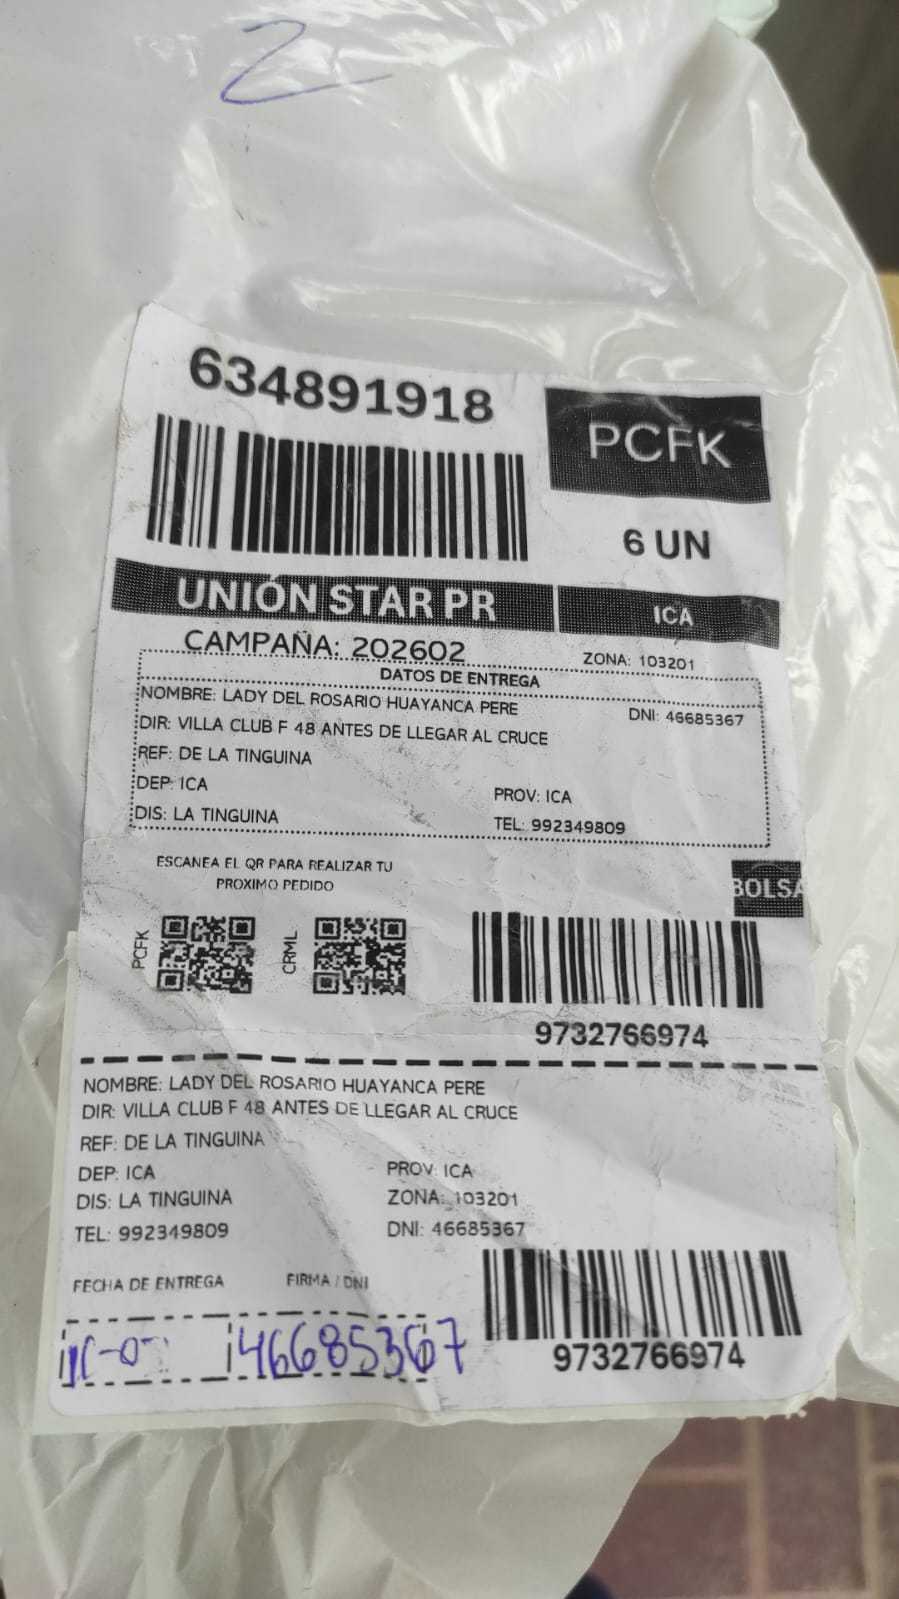 2
634891918
PCFK
6 UN
UNIÓN STAR PR
ICA
CAMPAÑA: 202602
ZONA: 103201
DATOS DE ENTREGA
NOMBRE: LADY DEL ROSARIO HUAYANCA PERE
DNI: 46685367
DIR: VILLA CLUB F 48 ANTES DE LLEGAR AL CRUCE
REF: DE LA TINGUINA
DEP: ICA
PROV: ICA
DIS: LA TINGUINA
TEL: 992349809
ESCANEA EL QR PARA REALIZAR TU
PROXIMO PEDIDO
BOLSA
PCFK
CRML
9732766974
NOMBRE: LADY DEL ROSARIO HUAYANCA PERE
DIR: VILLA CLUB F 48 ANTES DE LLEGAR AL CRUCE
REF: DE LA TINGUINA
DEP: ICA
PROV: ICA
DIS: LA TINGUINA
ZONA: 103201
TEL: 992349809
DNI: 46685367
FECHA DE ENTREGA
FIRMA / DNI
46685367
9732766974